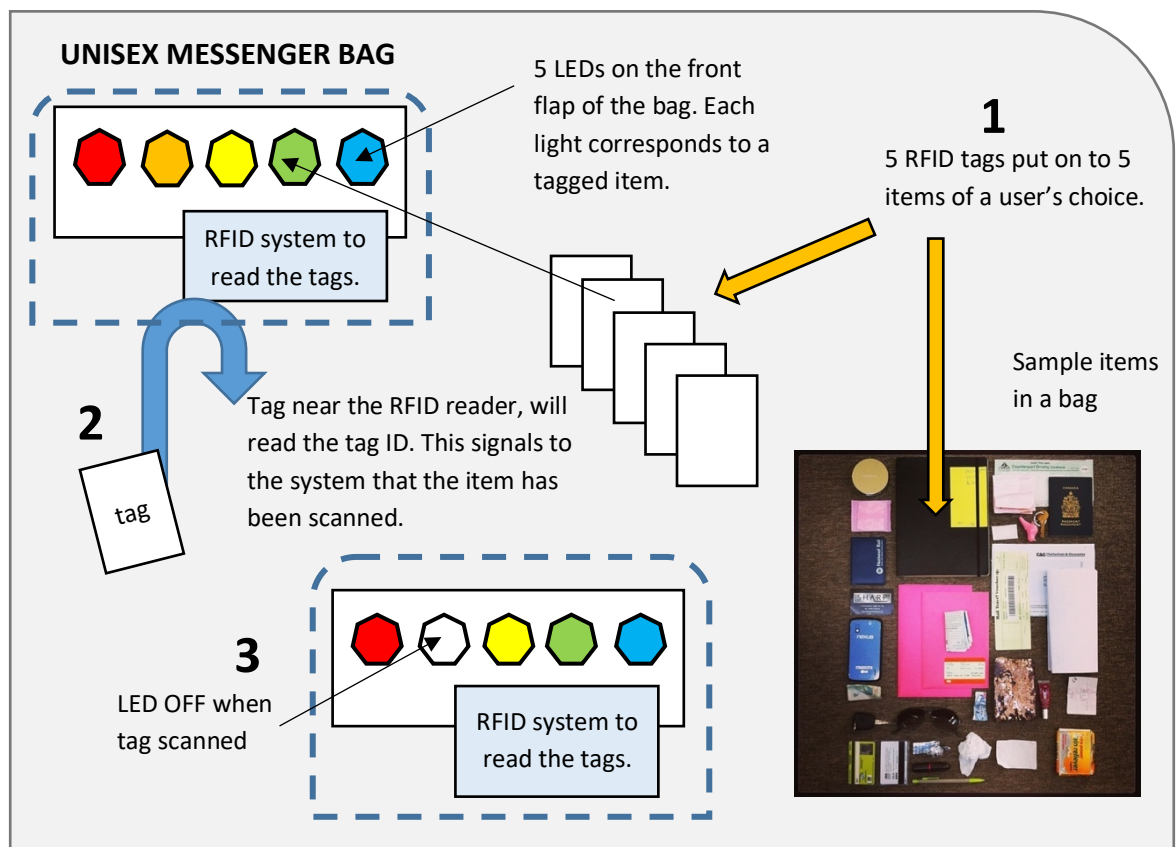 UNISEX MESSENGER BAG
5 LEDs on the front
flap of the bag. Each
light corresponds to a
tagged item.
1
5 RFID tags put on to 5
items of a user’s choice.
RFID system to
read the tags.
Sample items
in a bag
2
tag
Tag near the RFID reader, will
read the tag ID. This signals to
the system that the item has
been scanned.
3
LED OFF when
tag scanned
RFID system to
read the tags.
nexus
PASSPORT